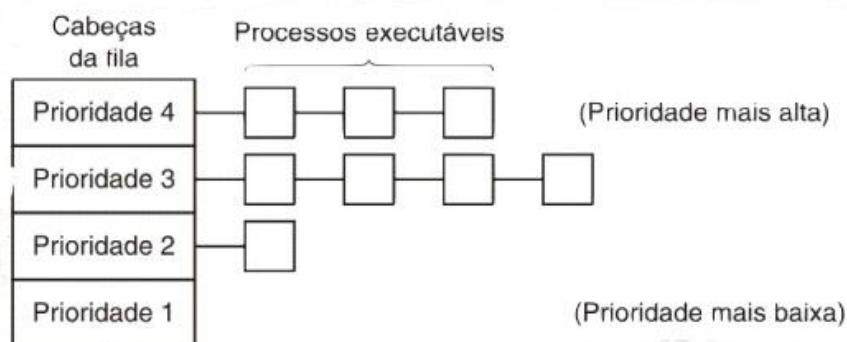 Cabeças
da fila
Processos executáveis
Prioridade 4
(Prioridade mais alta)
Prioridade 3
Prioridade 2
Prioridade 1
(Prioridade mais baixa)